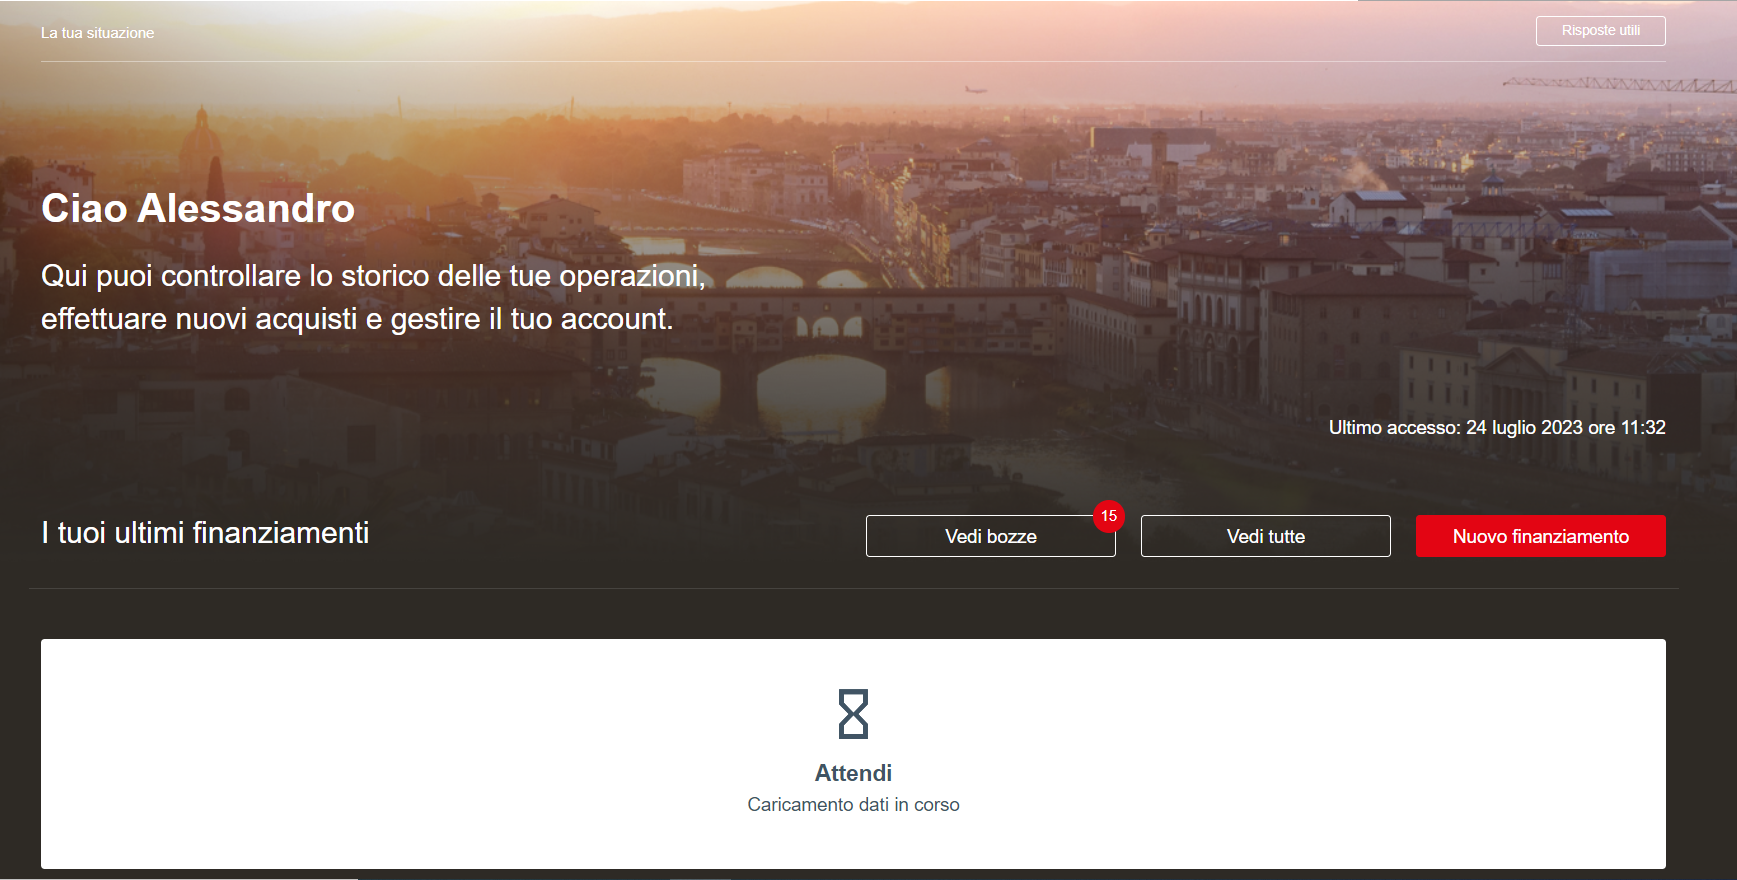 La tua situazione
Risposte utili
Ciao Alessandro
Qui puoi controllare lo storico delle tue operazioni,
effettuare nuovi acquisti e gestire il tuo account.
Ultimo accesso: 24 luglio 2023 ore 11:32
I tuoi ultimi finanziamenti
Vedi bozze
15
Vedi tutte
Nuovo finanziamento
Attendi
Caricamento dati in corso